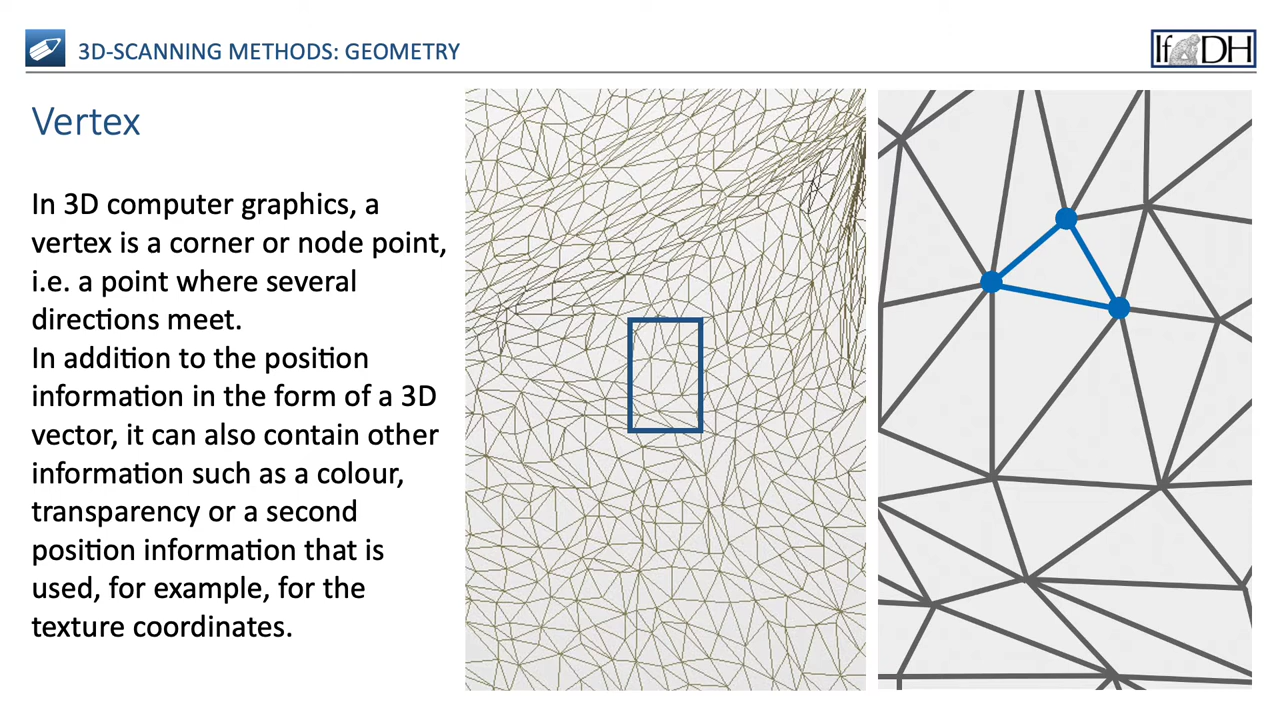 3D-SCANNING METHODS: GEOMETRY
IfDH
Vertex
In 3D computer graphics, a
vertex is a corner or node point,
i.e. a point where several
directions meet.
In addition to the position
information in the form of a 3D
vector, it can also contain other
information such as a colour,
transparency or a second
position information that is
used, for example, for the
texture coordinates.